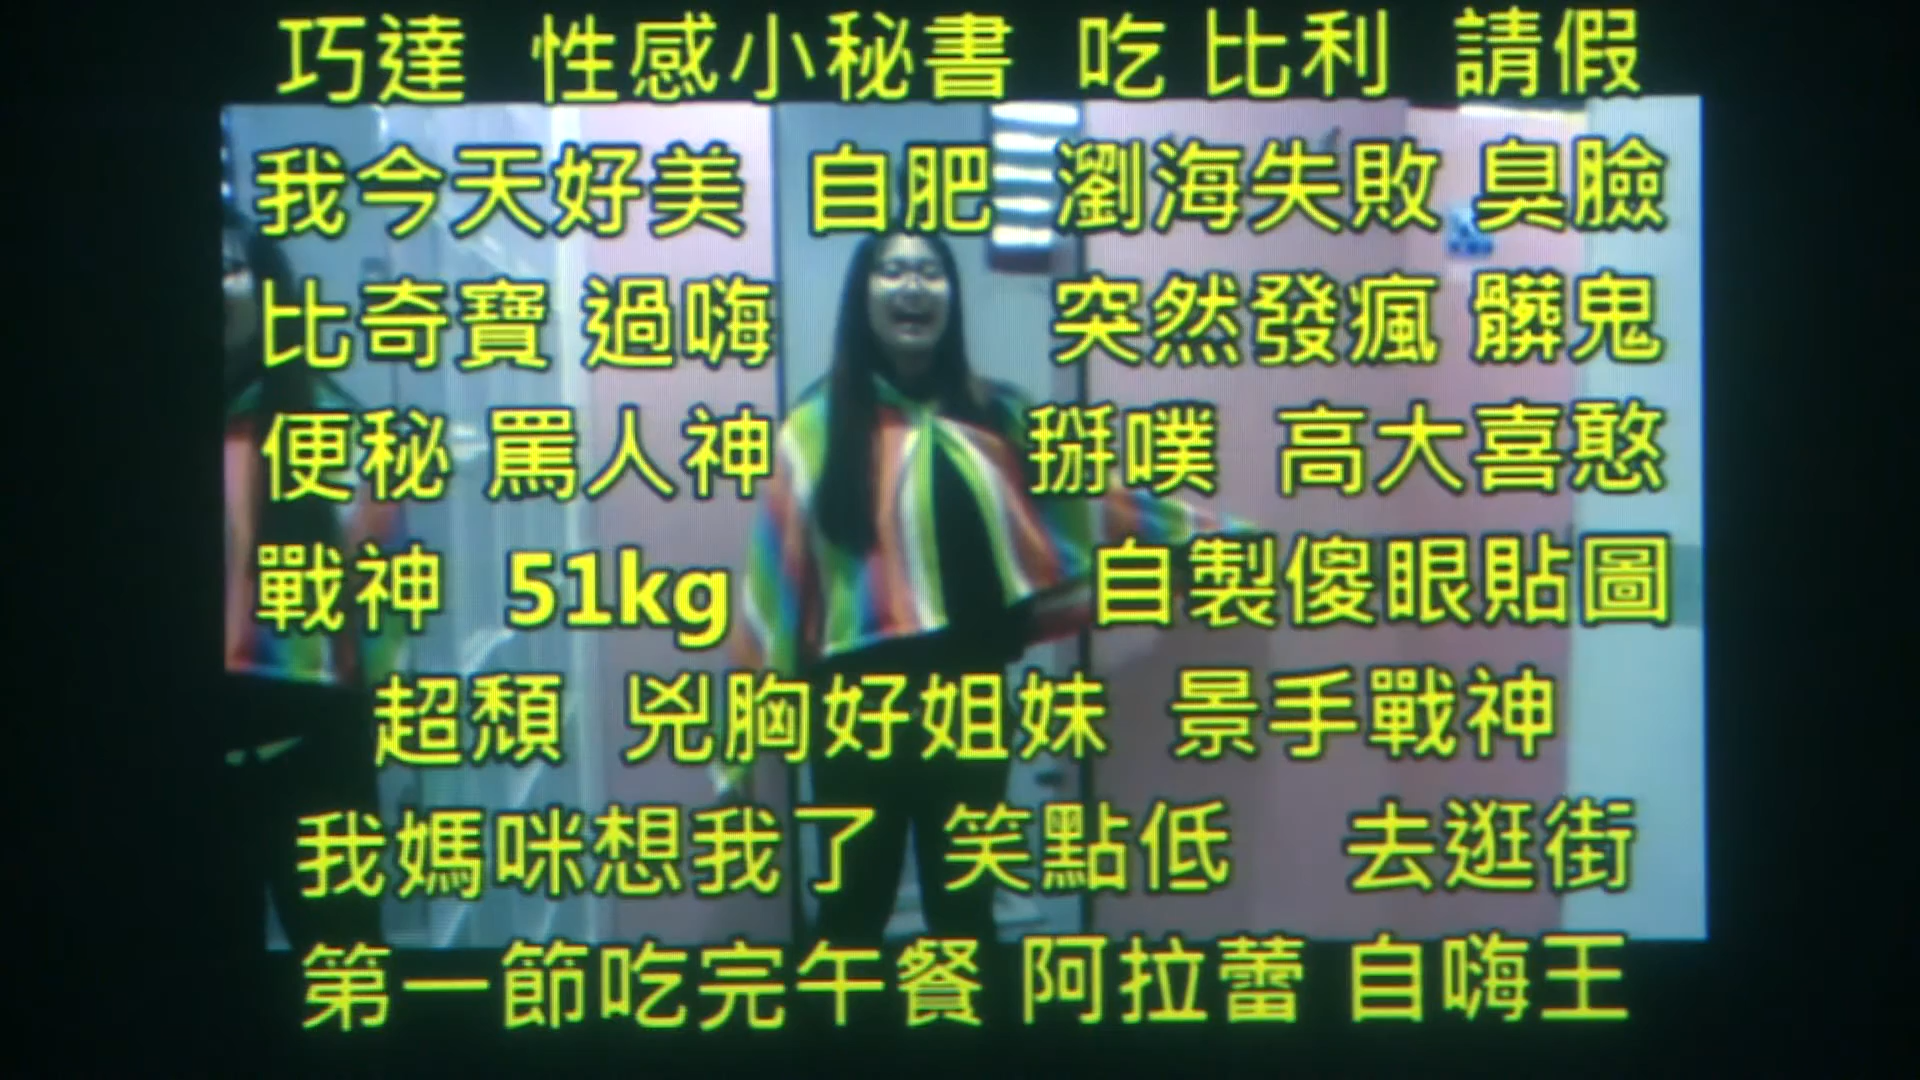 巧達 性感小秘書 吃 比利 請假
我今天好美 自肥 瀏海失敗 臭臉
比奇寶 過嗨 突然發瘋 髒鬼
便秘 罵人神 掰噗 高大喜憨
戰神 51kg 自製傻眼貼圖
超頹 兇胸好姐妹 景手戰神
我媽咪想我了 笑點低 去逛街
第一節吃完午餐 阿拉蕾 自嗨王